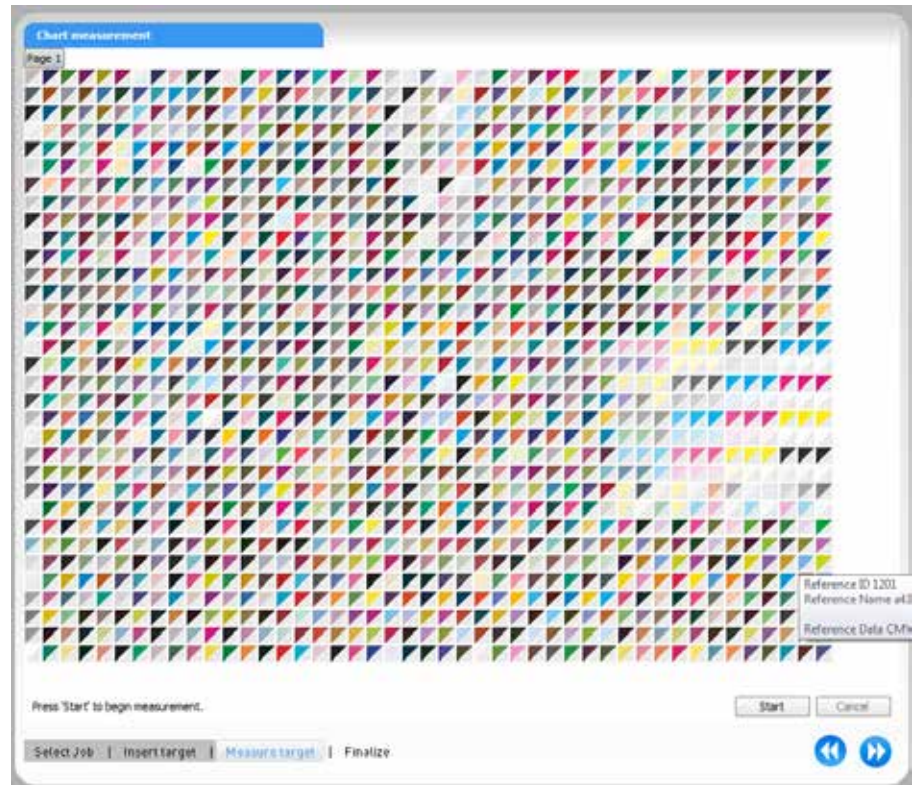 Chart measurement
Page 1
Reference ID 1201
Reference Name
Reference Data
Press 'Start' to begin measurement.
Start
Cancel
Select Job | Insert target | Measure target | Finalize